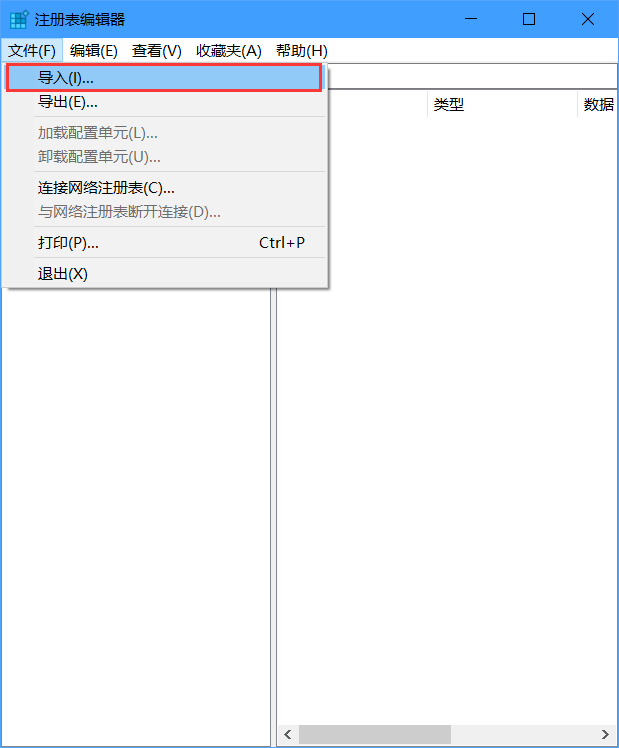 注册表编辑器
文件(F) 编辑(E) 查看(V) 收藏夹(A) 帮助(H)
导入(I)...
导出(E)...
类型 数据
加载配置单元(L)...
卸载配置单元(U)...
连接网络注册表(C)...
与网络注册表断开连接(D)...
打印(P)... Ctrl+P
退出(X)